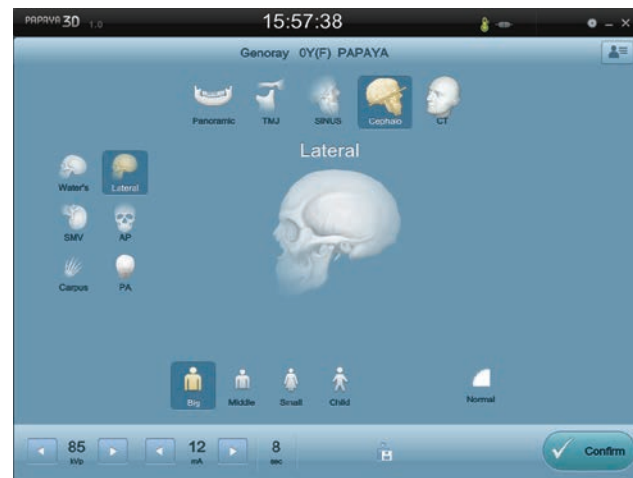 PAPAYA 3D 1.0 15:57:38
Genoray 0Y(F) PAPAYA
Panoramic TMJ SINUS Cephalo CT
Lateral
Water's Lateral
SMV AP
Carpus PA
Big Middle Small Child Normal
85 12 8 Confirm
kVp mA sec